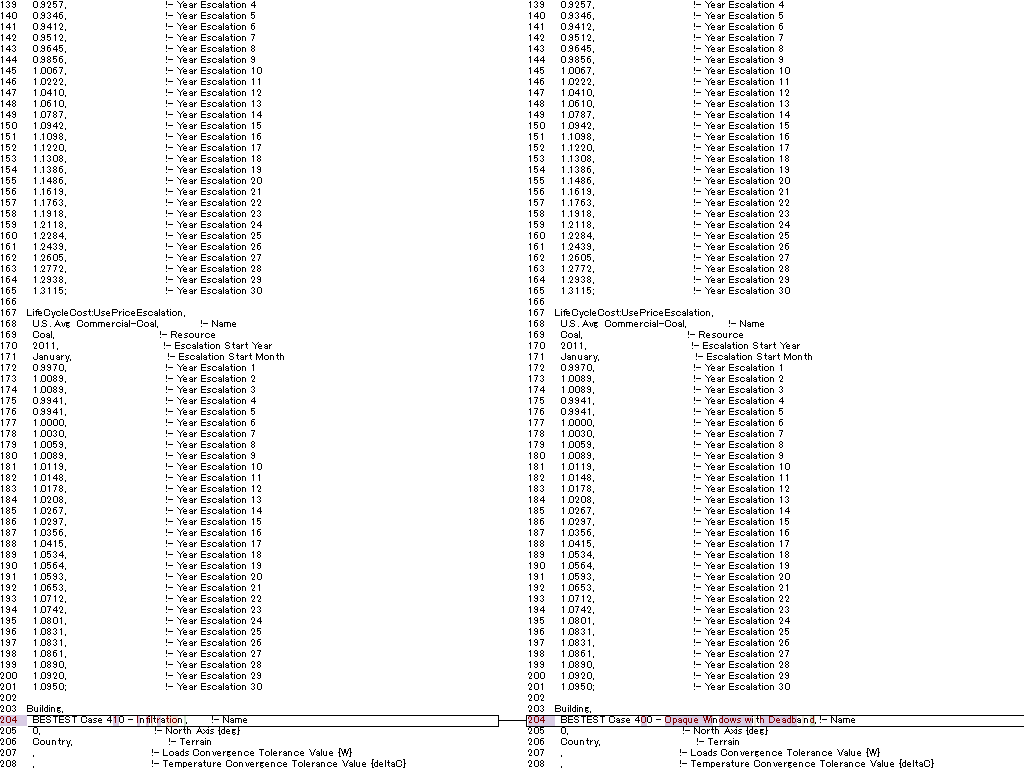 139 0.9257, !- Year Escalation 4
140 0.9346, !- Year Escalation 5
141 0.9412, !- Year Escalation 6
142 0.9512, !- Year Escalation 7
143 0.9645, !- Year Escalation 8
144 0.9856, !- Year Escalation 9
145 1.0067, !- Year Escalation 10
146 1.0222, !- Year Escalation 11
147 1.0410, !- Year Escalation 12
148 1.0610, !- Year Escalation 13
149 1.0787, !- Year Escalation 14
150 1.0942, !- Year Escalation 15
151 1.1098, !- Year Escalation 16
152 1.1220, !- Year Escalation 17
153 1.1308, !- Year Escalation 18
154 1.1386, !- Year Escalation 19
155 1.1486, !- Year Escalation 20
156 1.1619, !- Year Escalation 21
157 1.1763, !- Year Escalation 22
158 1.1918, !- Year Escalation 23
159 1.2118, !- Year Escalation 24
160 1.2284, !- Year Escalation 25
161 1.2439, !- Year Escalation 26
162 1.2605, !- Year Escalation 27
163 1.2772, !- Year Escalation 28
164 1.2938, !- Year Escalation 29
165 1.3115; !- Year Escalation 30
166
167 LifeCycleCost:UsePriceEscalation,
168 U.S. Avg  Commercial-Coal, !- Name
169 Coal, !- Resource
170 2011, !- Escalation Start Year
171 January, !- Escalation Start Month
172 0.9970, !- Year Escalation 1
173 1.0089, !- Year Escalation 2
174 1.0089, !- Year Escalation 3
175 0.9941, !- Year Escalation 4
176 0.9941, !- Year Escalation 5
177 1.0000, !- Year Escalation 6
178 1.0030, !- Year Escalation 7
179 1.0059, !- Year Escalation 8
180 1.0089, !- Year Escalation 9
181 1.0119, !- Year Escalation 10
182 1.0148, !- Year Escalation 11
183 1.0178, !- Year Escalation 12
184 1.0208, !- Year Escalation 13
185 1.0267, !- Year Escalation 14
186 1.0297, !- Year Escalation 15
187 1.0356, !- Year Escalation 16
188 1.0415, !- Year Escalation 17
189 1.0534, !- Year Escalation 18
190 1.0564, !- Year Escalation 19
191 1.0593, !- Year Escalation 20
192 1.0653, !- Year Escalation 21
193 1.0712, !- Year Escalation 22
194 1.0742, !- Year Escalation 23
195 1.0801, !- Year Escalation 24
196 1.0831, !- Year Escalation 25
197 1.0831, !- Year Escalation 26
198 1.0861, !- Year Escalation 27
199 1.0890, !- Year Escalation 28
200 1.0920, !- Year Escalation 29
201 1.0950; !- Year Escalation 30
202
203 Building,
204 BESTEST Case 410 - Infiltration, !- Name
205 0, !- North Axis {deg}
206 Country, !- Terrain
207 , !- Loads Convergence Tolerance Value {W}
208 , !- Temperature Convergence Tolerance Value {deltaC}
139 0.9257, !- Year Escalation 4
140 0.9346, !- Year Escalation 5
141 0.9412, !- Year Escalation 6
142 0.9512, !- Year Escalation 7
143 0.9645, !- Year Escalation 8
144 0.9856, !- Year Escalation 9
145 1.0067, !- Year Escalation 10
146 1.0222, !- Year Escalation 11
147 1.0410, !- Year Escalation 12
148 1.0610, !- Year Escalation 13
149 1.0787, !- Year Escalation 14
150 1.0942, !- Year Escalation 15
151 1.1098, !- Year Escalation 16
152 1.1220, !- Year Escalation 17
153 1.1308, !- Year Escalation 18
154 1.1386, !- Year Escalation 19
155 1.1486, !- Year Escalation 20
156 1.1619, !- Year Escalation 21
157 1.1763, !- Year Escalation 22
158 1.1918, !- Year Escalation 23
159 1.2118, !- Year Escalation 24
160 1.2284, !- Year Escalation 25
161 1.2439, !- Year Escalation 26
162 1.2605, !- Year Escalation 27
163 1.2772, !- Year Escalation 28
164 1.2938, !- Year Escalation 29
165 1.3115; !- Year Escalation 30
166
167 LifeCycleCost:UsePriceEscalation,
168 U.S. Avg  Commercial-Coal, !- Name
169 Coal, !- Resource
170 2011, !- Escalation Start Year
171 January, !- Escalation Start Month
172 0.9970, !- Year Escalation 1
173 1.0089, !- Year Escalation 2
174 1.0089, !- Year Escalation 3
175 0.9941, !- Year Escalation 4
176 0.9941, !- Year Escalation 5
177 1.0000, !- Year Escalation 6
178 1.0030, !- Year Escalation 7
179 1.0059, !- Year Escalation 8
180 1.0089, !- Year Escalation 9
181 1.0119, !- Year Escalation 10
182 1.0148, !- Year Escalation 11
183 1.0178, !- Year Escalation 12
184 1.0208, !- Year Escalation 13
185 1.0267, !- Year Escalation 14
186 1.0297, !- Year Escalation 15
187 1.0356, !- Year Escalation 16
188 1.0415, !- Year Escalation 17
189 1.0534, !- Year Escalation 18
190 1.0564, !- Year Escalation 19
191 1.0593, !- Year Escalation 20
192 1.0653, !- Year Escalation 21
193 1.0712, !- Year Escalation 22
194 1.0742, !- Year Escalation 23
195 1.0801, !- Year Escalation 24
196 1.0831, !- Year Escalation 25
197 1.0831, !- Year Escalation 26
198 1.0861, !- Year Escalation 27
199 1.0890, !- Year Escalation 28
200 1.0920, !- Year Escalation 29
201 1.0950; !- Year Escalation 30
202
203 Building,
204 BESTEST Case 400 - Opaque Windows with Deadband, !- Name
205 0, !- North Axis {deg}
206 Country, !- Terrain
207 , !- Loads Convergence Tolerance Value {W}
208 , !- Temperature Convergence Tolerance Value {deltaC}